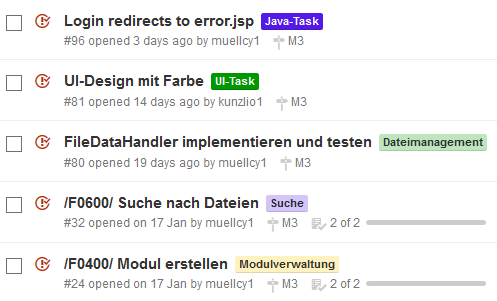 Login redirects to error.jsp Java-Task
#96 opened 3 days ago by muellcy1 M3
UI-Design mit Farbe UI-Task
#81 opened 14 days ago by kunzlio1 M3
FileDataHandler implementieren und testen Dateimanagement
#80 opened 19 days ago by muellcy1 M3
/F0600/ Suche nach Dateien Suche
#32 opened on 17 Jan by muellcy1 M3 2 of 2
/F0400/ Modul erstellen Modulverwaltung
#24 opened on 17 Jan by muellcy1 M3 2 of 2